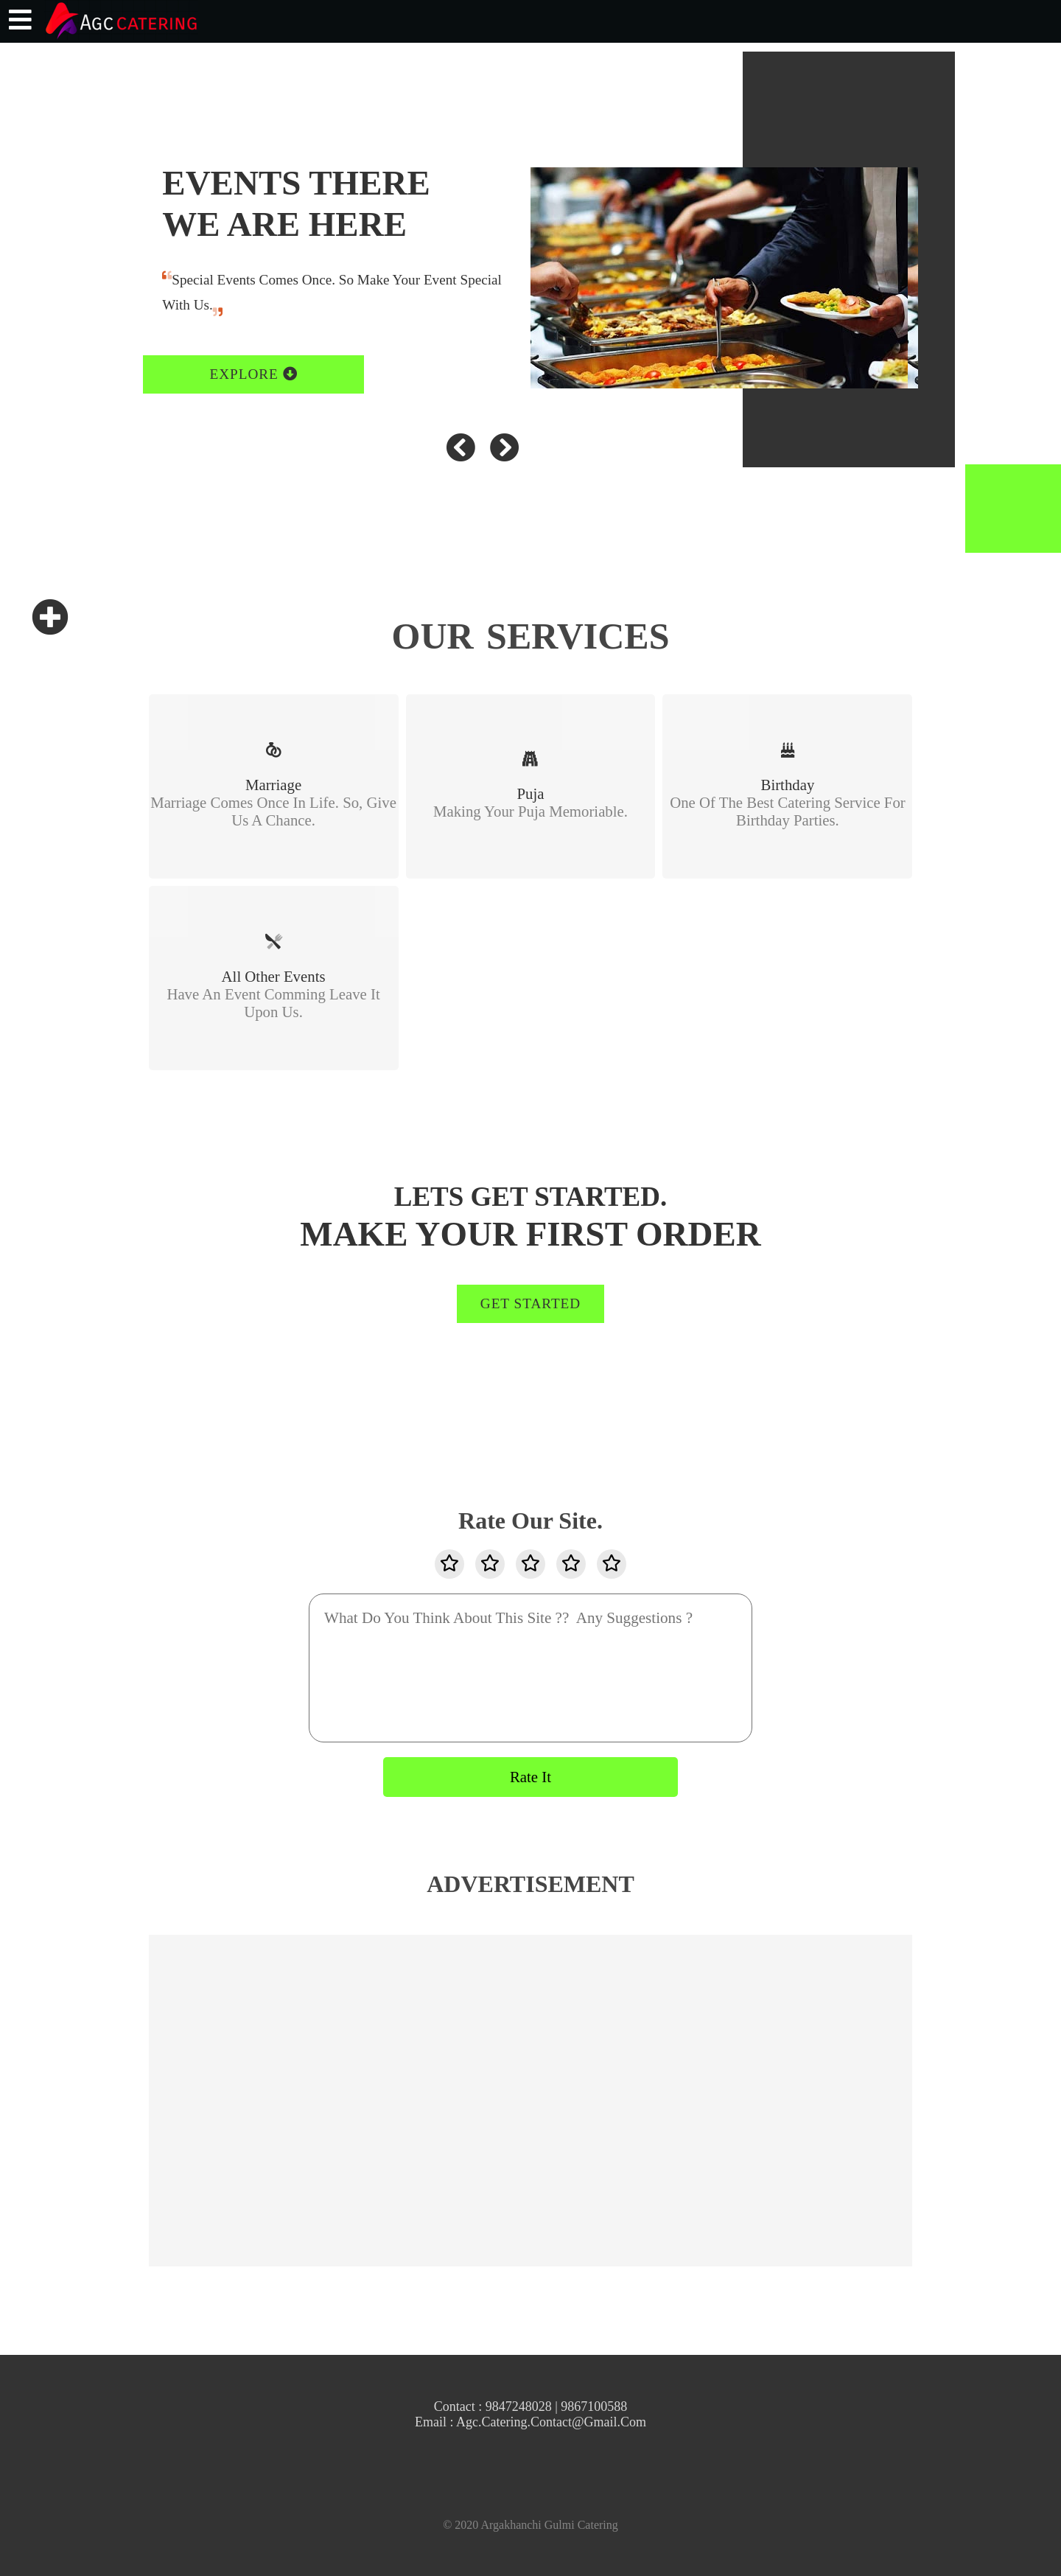 AGC CATERING
EVENTS THERE
WE ARE HERE
Special Events Comes Once. So Make Your Event Special
With Us.
EXPLORE
OUR SERVICES
Marriage
Marriage Comes Once In Life. So, Give
Us A Chance.
Puja
Making Your Puja Memoriable.
Birthday
One Of The Best Catering Service For
Birthday Parties.
All Other Events
Have An Event Comming Leave It
Upon Us.
LETS GET STARTED.
MAKE YOUR FIRST ORDER
GET STARTED
Rate Our Site.
What Do You Think About This Site ?? Any Suggestions ?
Rate It
ADVERTISEMENT
Contact : 9847248028 | 9867100588
Email : Agc.Catering.Contact@Gmail.Com
© 2020 Argakhanchi Gulmi Catering